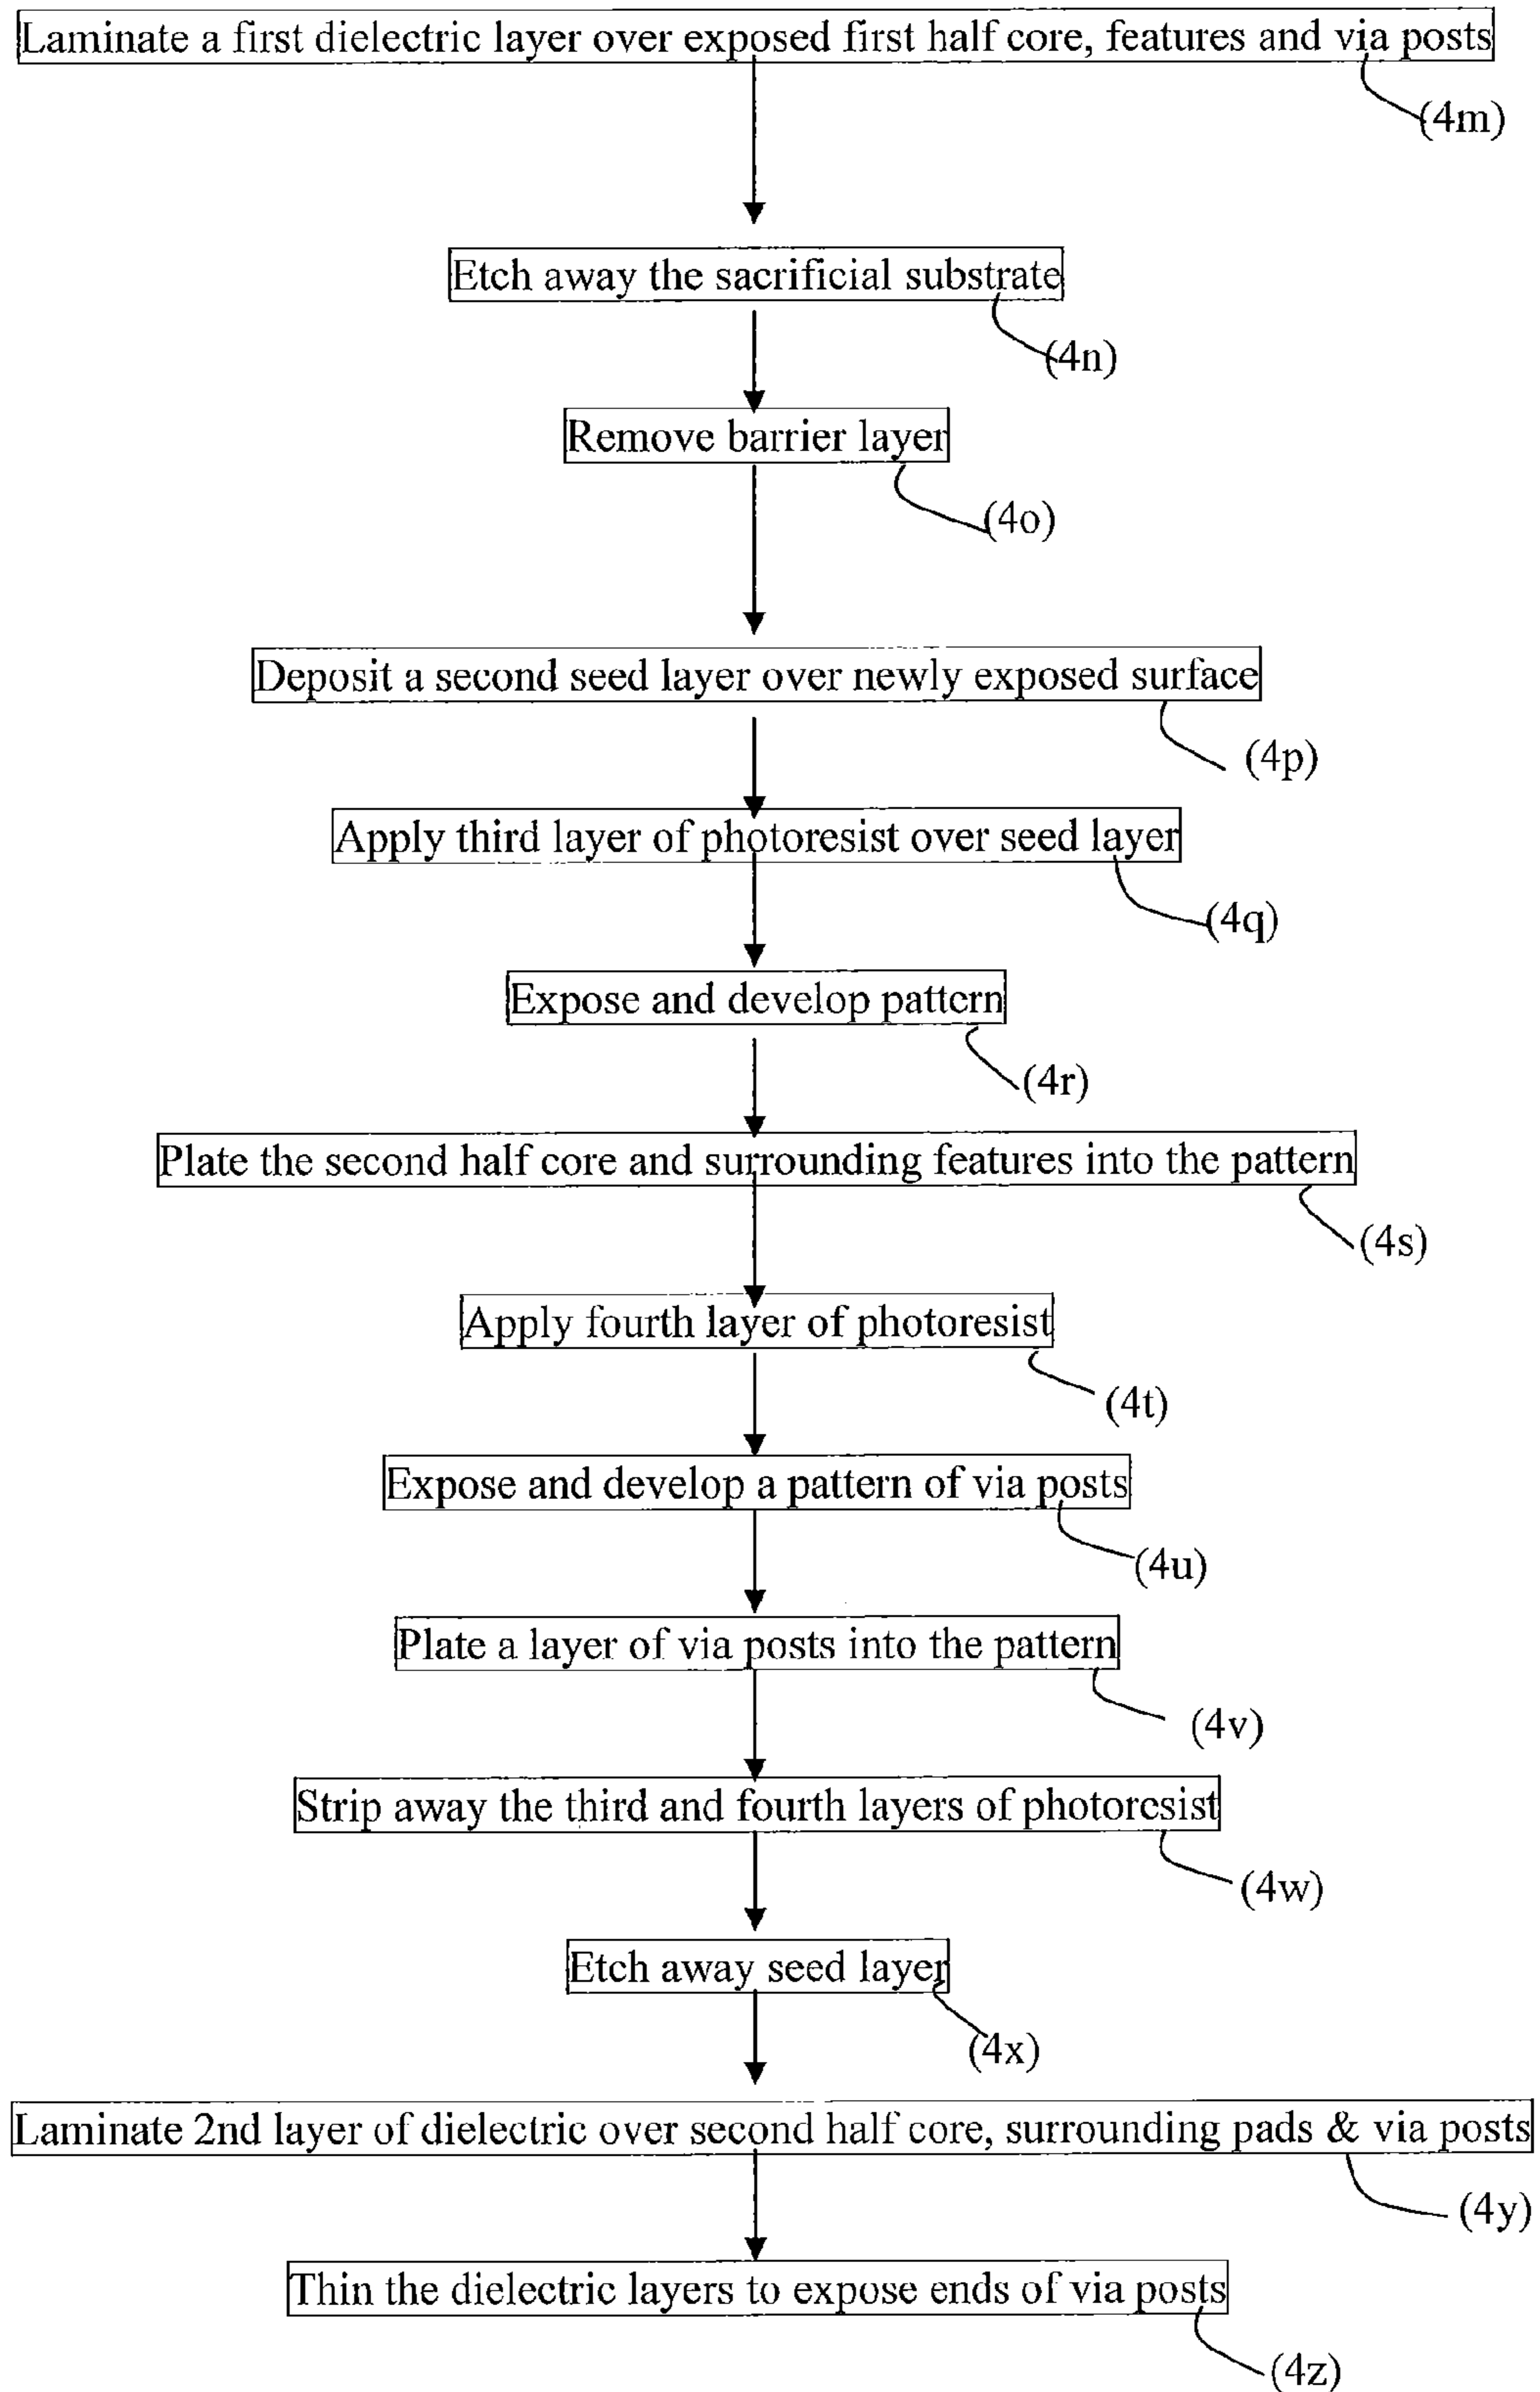 Laminate a first dielectric layer over exposed first half core, features and via posts
(4m)
Etch away the sacrificial substrate
(4n)
Remove barrier layer
(4o)
Deposit a second seed layer over newly exposed surface
(4p)
Apply third layer of photoresist over seed layer
(4q)
Expose and develop pattern
(4r)
Plate the second half core and surrounding features into the pattern
(4s)
Apply fourth layer of photoresist
(4t)
Expose and develop a pattern of via posts
(4u)
Plate a layer of via posts into the pattern
(4v)
Strip away the third and fourth layers of photoresist
(4w)
Etch away seed layer
(4x)
Laminate 2nd layer of dielectric over second half core, surrounding pads & via posts
(4y)
Thin the dielectric layers to expose ends of via posts
(4z)